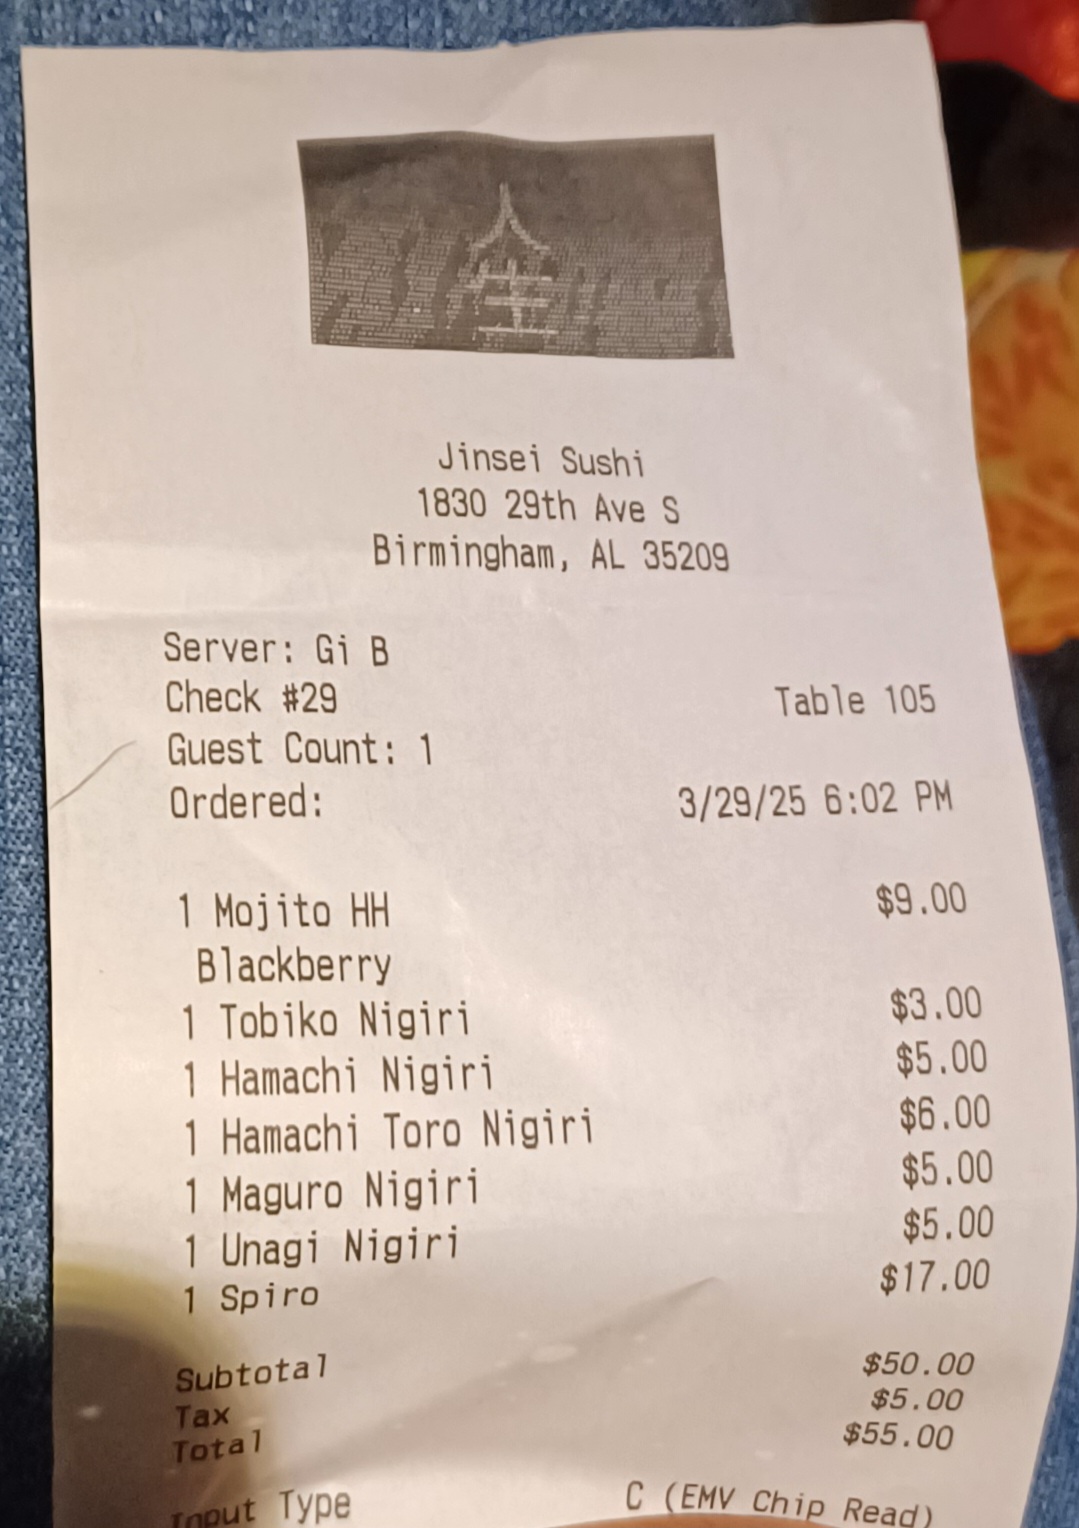 Jinsei Sushi
1830 29th Ave S
Birmingham, AL 35209
Server: Gi B
Check #29 Table 105
Guest Count: 1
Ordered: 3/29/25 6:02 PM
1 Mojito HH $9.00
Blackberry
1 Tobiko Nigiri $3.00
1 Hamachi Nigiri $5.00
1 Hamachi Toro Nigiri $6.00
1 Maguro Nigiri $5.00
1 Unagi Nigiri $5.00
1 Spiro $17.00
Subtotal $50.00
Tax $5.00
Total $55.00
Input Type C (EMV Chip Read)